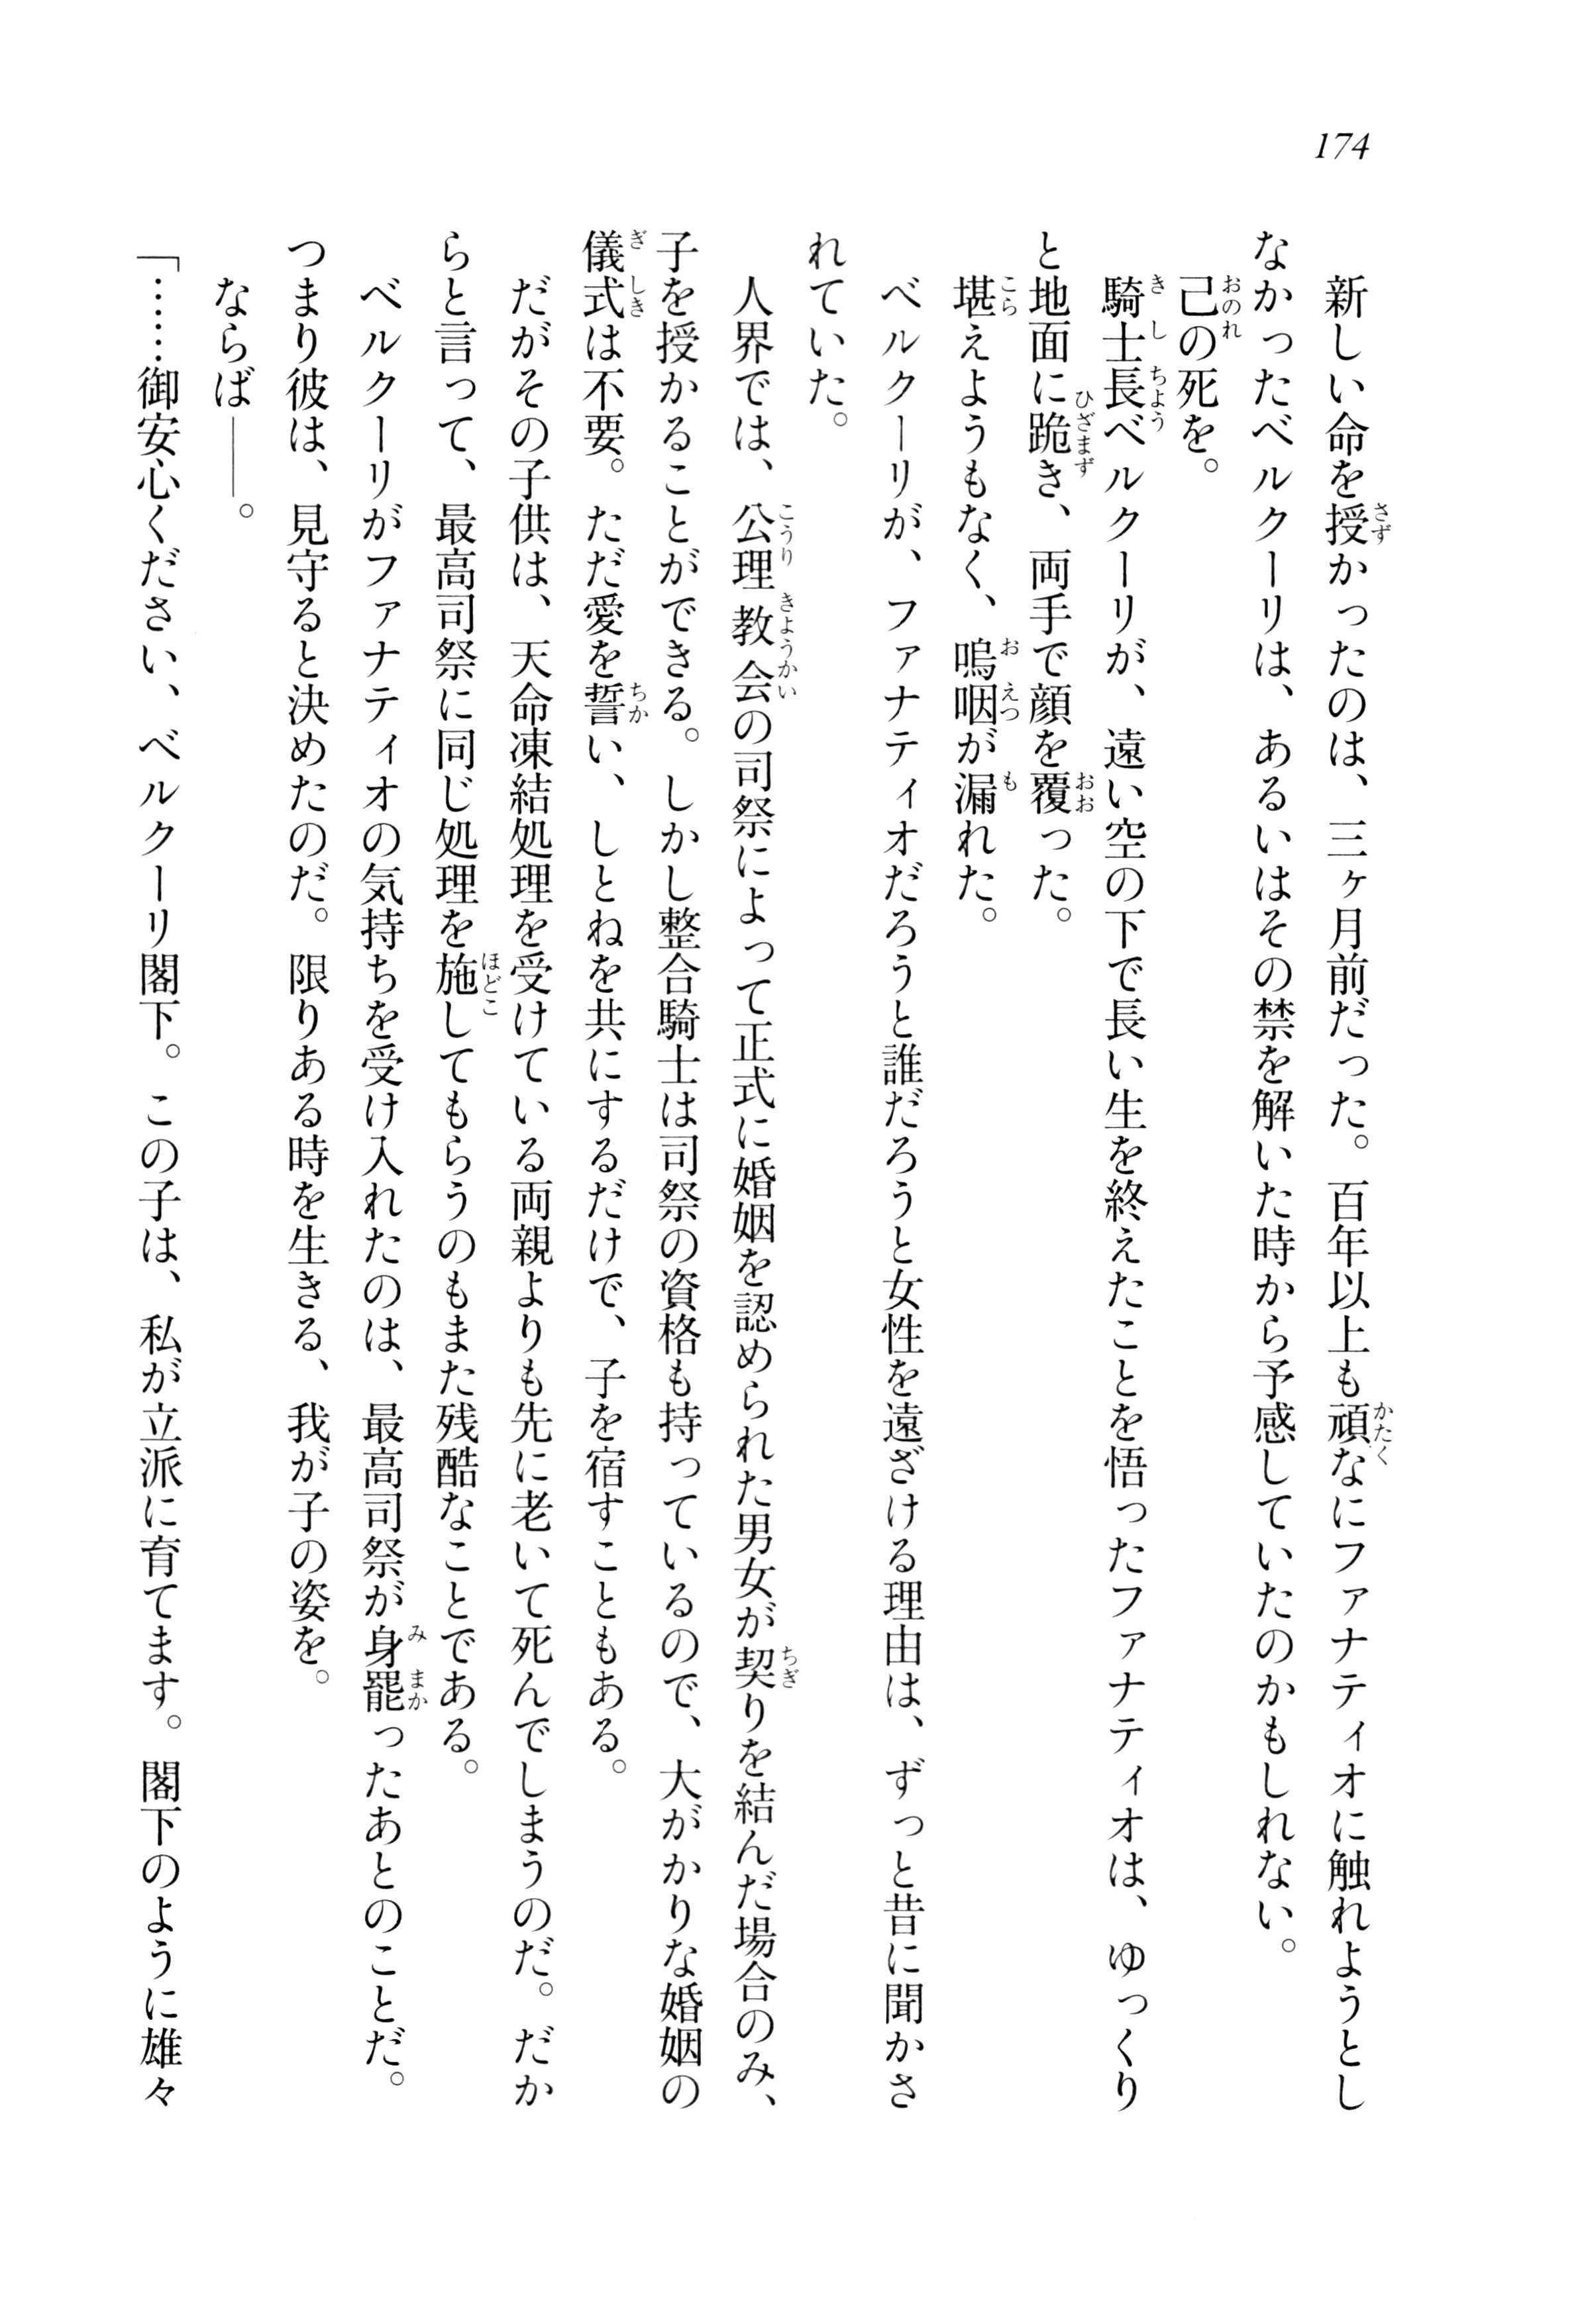 174
　新しい命を授かったのは、三ヶ月前だった。百年以上も頑なにファナティオに触れようとし
なかったベルクーリは、あるいはその禁を解いた時から予感していたのかもしれない。
　己の死を。
　騎士長ベルクーリが、遠い空の下で長い生を終えたことを悟ったファナティオは、ゆっくり
と地面に跪き、両手で顔を覆った。
　堪えようもなく、嗚咽が漏れた。
　ベルクーリが、ファナティオだろうと誰だろうと女性を遠ざける理由は、ずっと昔に聞かさ
れていた。
　人界では、公理教会の司祭によって正式に婚姻を認められた男女が契りを結んだ場合のみ、
子を授かることができる。しかし整合騎士は司祭の資格も持っているので、大がかりな婚姻の
儀式は不要。ただ愛を誓い、しとねを共にするだけで、子を宿すこともある。
　だがその子供は、天命凍結処理を受けている両親よりも先に老いて死んでしまうのだ。だか
らと言って、最高司祭に同じ処理を施してもらうのもまた残酷なことである。
　ベルクーリがファナティオの気持ちを受け入れたのは、最高司祭が身罷ったあとのことだ。
つまり彼は、見守ると決めたのだ。限りある時を生きる、我が子の姿を。
　ならば――。
「……御安心ください、ベルクーリ閣下。この子は、私が立派に育てます。閣下のように雄々